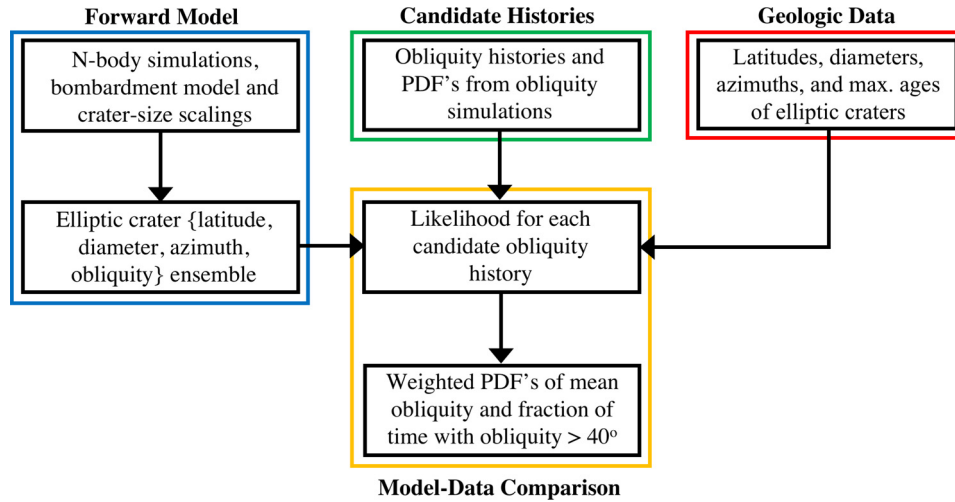 Forward Model
N-body simulations,
bombardment model and
crater-size scalings
Elliptic crater {latitude,
diameter, azimuth,
obliquity} ensemble
Candidate Histories
Obliquity histories and
PDF's from obliquity
simulations
Geologic Data
Latitudes, diameters,
azimuths, and max. ages
of elliptic craters
Likelihood for each
candidate obliquity
history
Weighted PDF's of mean
obliquity and fraction of
time with obliquity > 40º
Model-Data Comparison